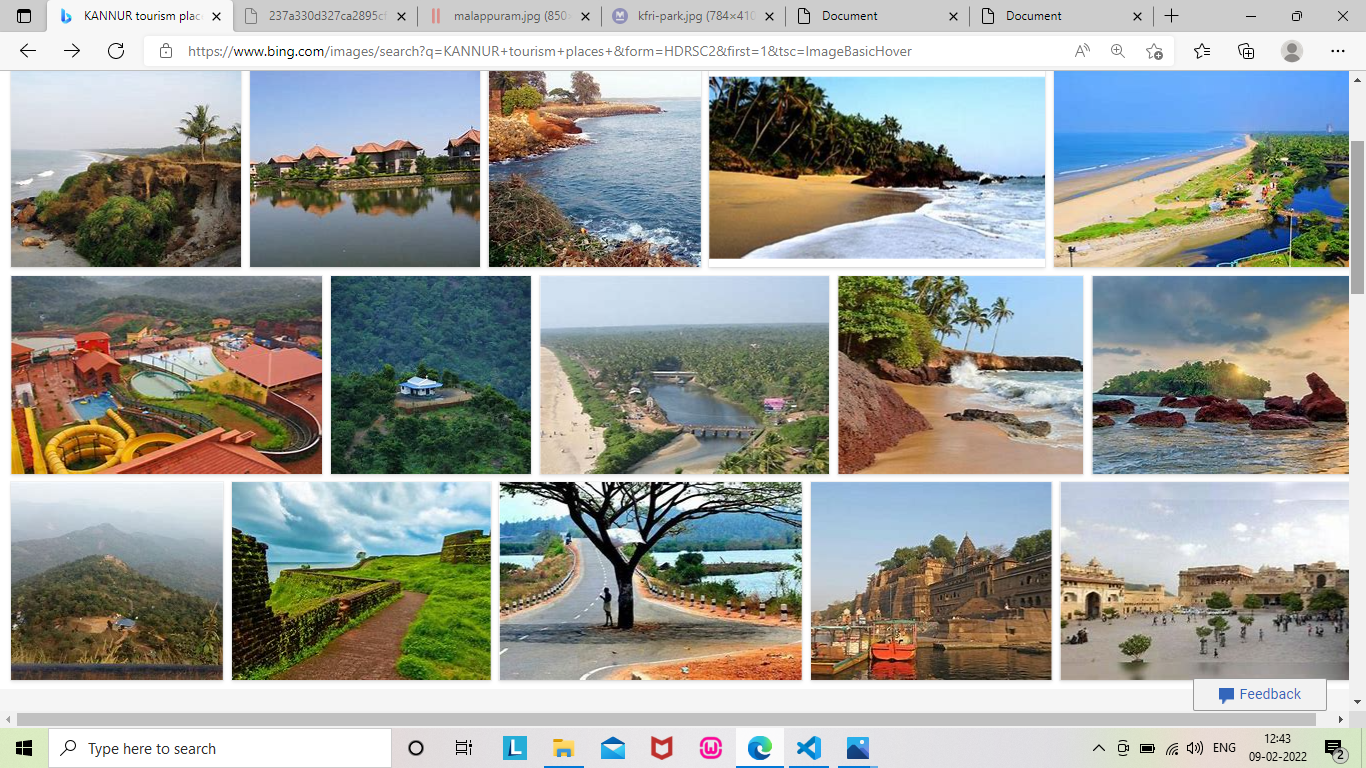 KANNUR tourism plac
237a330d327ca2895cf
malappuram.jpg (850
kfri-park.jpg (784×410
Document
Document
https://www.bing.com/images/search?q=KANNUR+tourism+places+&form=HDRSC2&first=1&tsc=ImageBasicHover
Feedback
Type here to search
L
ENG
12:43
09-02-2022
2